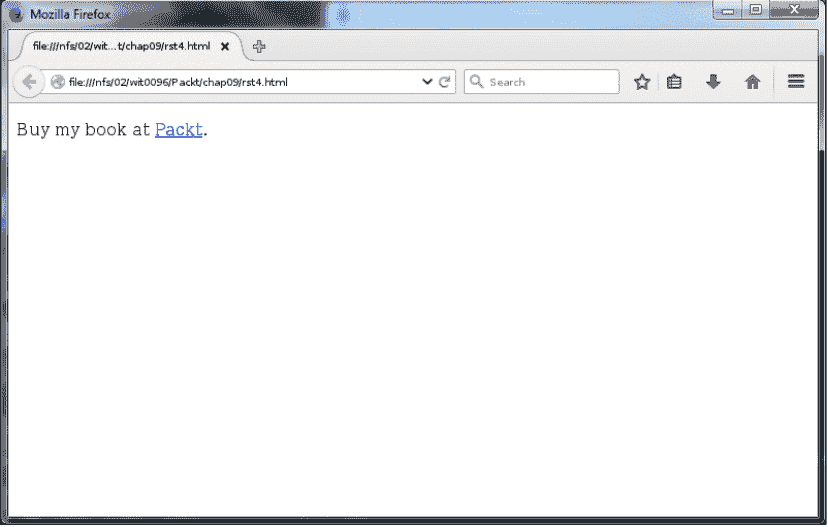 Mozilla Firefox
file:///nfs/02/wit...t/chap09/rst4.html
file:///nfs/02/wit0096/Packt/chap09/rst4.html
Search
Buy my book at Packt.